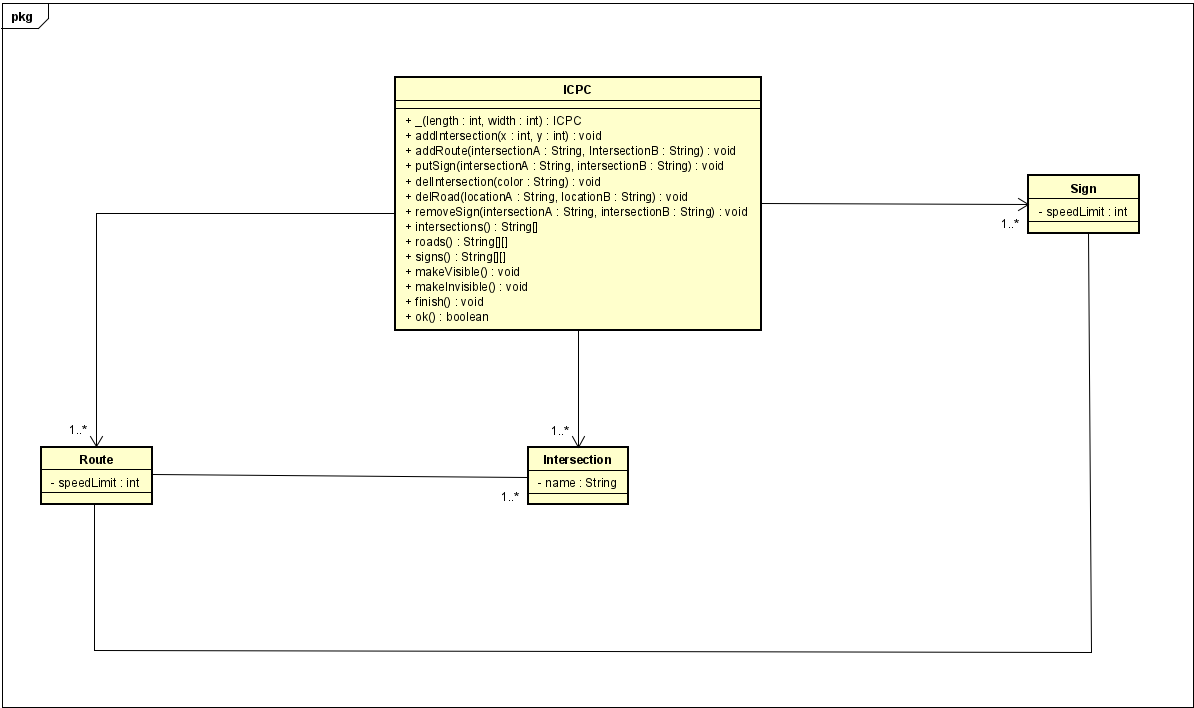 pkg
ICPC
+ _(length : int, width : int) : ICPC
+ addIntersection(x : int, y : int) : void
+ addRoute(intersectionA : String, IntersectionB : String) : void
+ putSign(intersectionA : String, intersectionB : String) : void
+ delIntersection(color : String) : void
+ delRoad(locationA : String, locationB : String) : void
+ removeSign(intersectionA : String, intersectionB : String) : void
+ intersections() : String[]
+ roads() : String[][]
+ signs() : String[][]
+ makeVisible() : void
+ makeInvisible() : void
+ finish() : void
+ ok() : boolean
Sign
- speedLimit : int
1..*
1..*
1..*
Route
- speedLimit : int
Intersection
- name : String
1..*